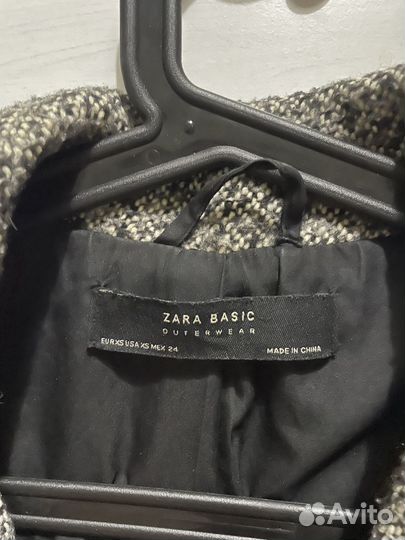 ZARA BASIC
OUTERWEAR
EUR XS USA XS MEX 24 MADE IN CHINA
Avito